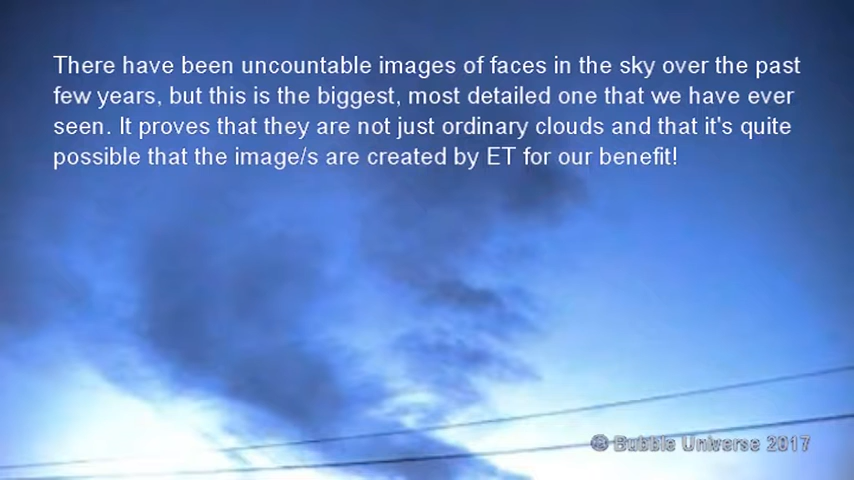 There have been uncountable images of faces in the sky over the past
few years, but this is the biggest, most detailed one that we have ever
seen. It proves that they are not just ordinary clouds and that it's quite
possible that the image/s are created by ET for our benefit!
© Bubble Universe 2017